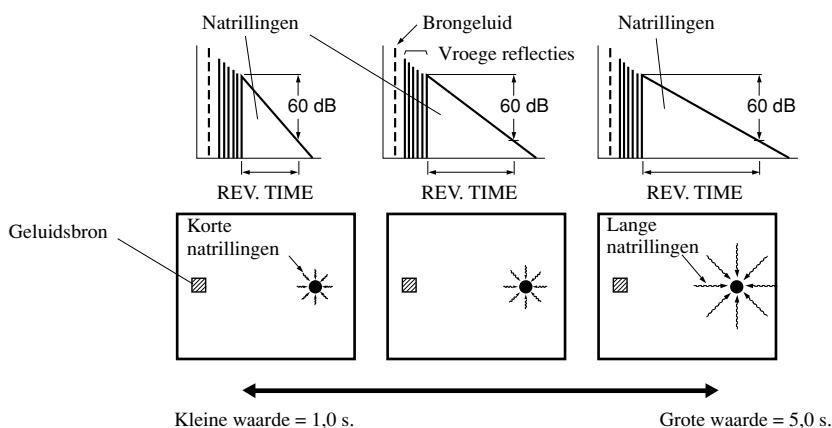 Natrillingen
Brongeluid
Vroege reflecties
Natrillingen
60 dB
60 dB
60 dB
REV. TIME
REV. TIME
REV. TIME
Geluidsbron
Korte
natrillingen
Lange
natrillingen
Kleine waarde = 1,0 s.
Grote waarde = 5,0 s.